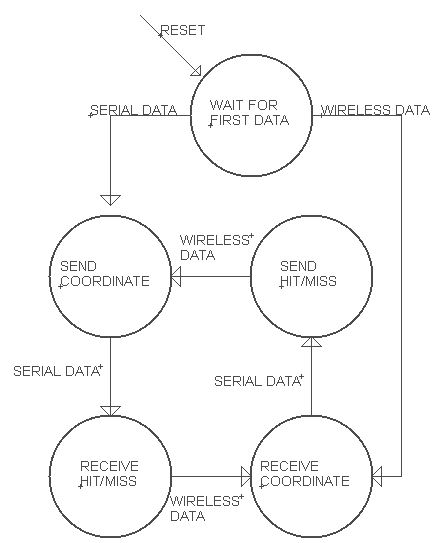 RESET
WAIT FOR
FIRST DATA
SERIAL DATA
WIRELESS DATA
SEND
COORDINATE
WIRELESS
DATA
SEND
HIT/MISS
SERIAL DATA
SERIAL DATA
RECEIVE
HIT/MISS
WIRELESS
DATA
RECEIVE
COORDINATE